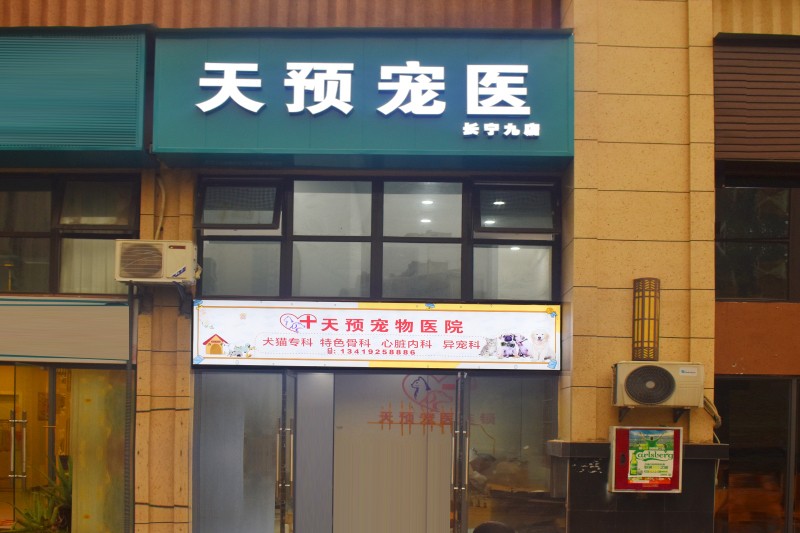 天预宠医
长宁九店
天预宠物医院
犬猫专科 特色骨科 心脏内科 异宠科
13419258886
天预宠医
Carlsberg